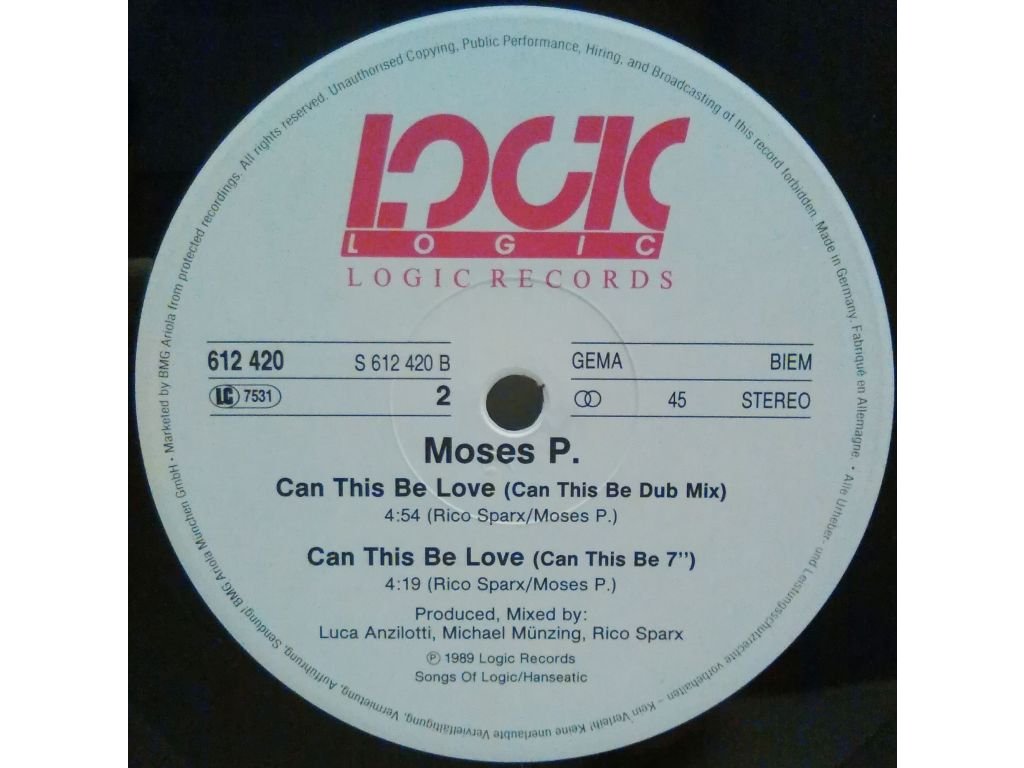 LOGIC
LOGIC
LOGIC RECORDS
612 420 S 612 420 B
LC 7531 2
GEMA BIEM
45 STEREO
Moses P.
Can This Be Love (Can This Be Dub Mix)
4:54 (Rico Sparx/Moses P.)
Can This Be Love (Can This Be 7")
4:19 (Rico Sparx/Moses P.)
Produced, Mixed by:
Luca Anzilotti, Michael Münzing, Rico Sparx
℗ 1989 Logic Records
Songs Of Logic/Hanseatic
Marketed by BMG Ariola from protected recordings. All rights reserved. Unauthorised Copying, Public Performance, Hiring, and Broadcasting of this record forbidden. Made in Germany. Fabriqué en Allemagne. • Alle Urheber- und Leistungsschutzrechte vorbehalten – Kein Verleih! Keine unerlaubte Vervielfältigung, Vermietung, Aufführung, Sendung! BMG Ariola München GmbH •